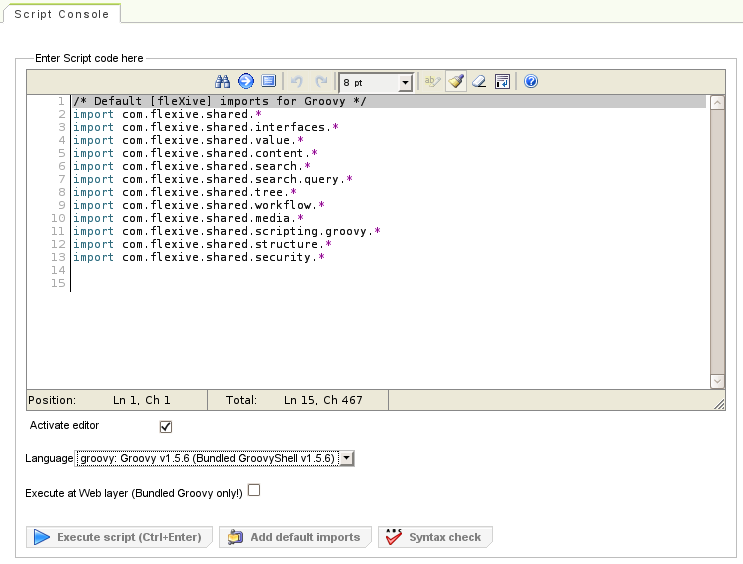 Script Console
Enter Script code here
8 pt
1 /* Default [fleXive] imports for Groovy */
2 import com.flexive.shared.*
3 import com.flexive.shared.interfaces.*
4 import com.flexive.shared.value.*
5 import com.flexive.shared.content.*
6 import com.flexive.shared.search.*
7 import com.flexive.shared.search.query.*
8 import com.flexive.shared.tree.*
9 import com.flexive.shared.workflow.*
10 import com.flexive.shared.media.*
11 import com.flexive.shared.scripting.groovy.*
12 import com.flexive.shared.structure.*
13 import com.flexive.shared.security.*
14
15
Position: Ln 1, Ch 1 Total: Ln 15, Ch 467
Activate editor
Language groovy: Groovy v1.5.6 (Bundled GroovyShell v1.5.6)
Execute at Web layer (Bundled Groovy only!)
Execute script (Ctrl+Enter) Add default imports Syntax check